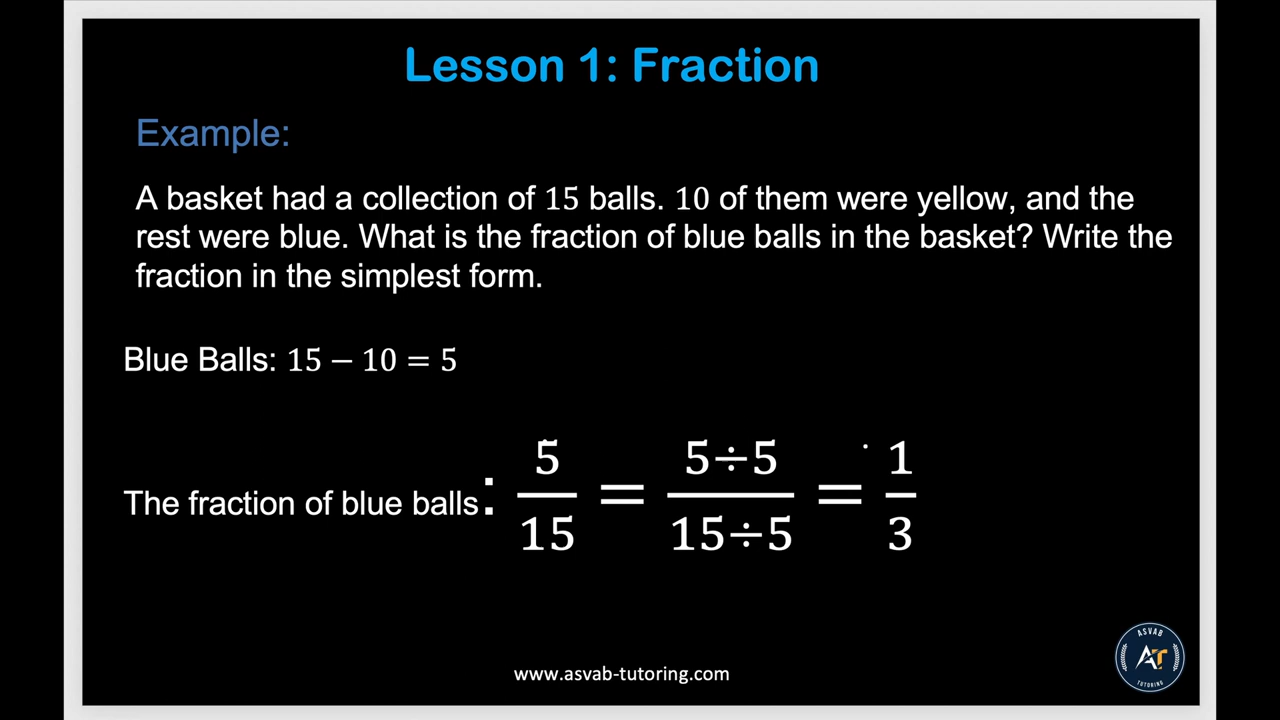 Lesson 1: Fraction
Example:
A basket had a collection of 15 balls. 10 of them were yellow, and the
rest were blue. What is the fraction of blue balls in the basket? Write the
fraction in the simplest form.
Blue Balls: 15 − 10 = 5
The fraction of blue balls: 5/15 = 5÷5/15÷5 = 1/3
www.asvab-tutoring.com
ASVAB
AT
TUTORING